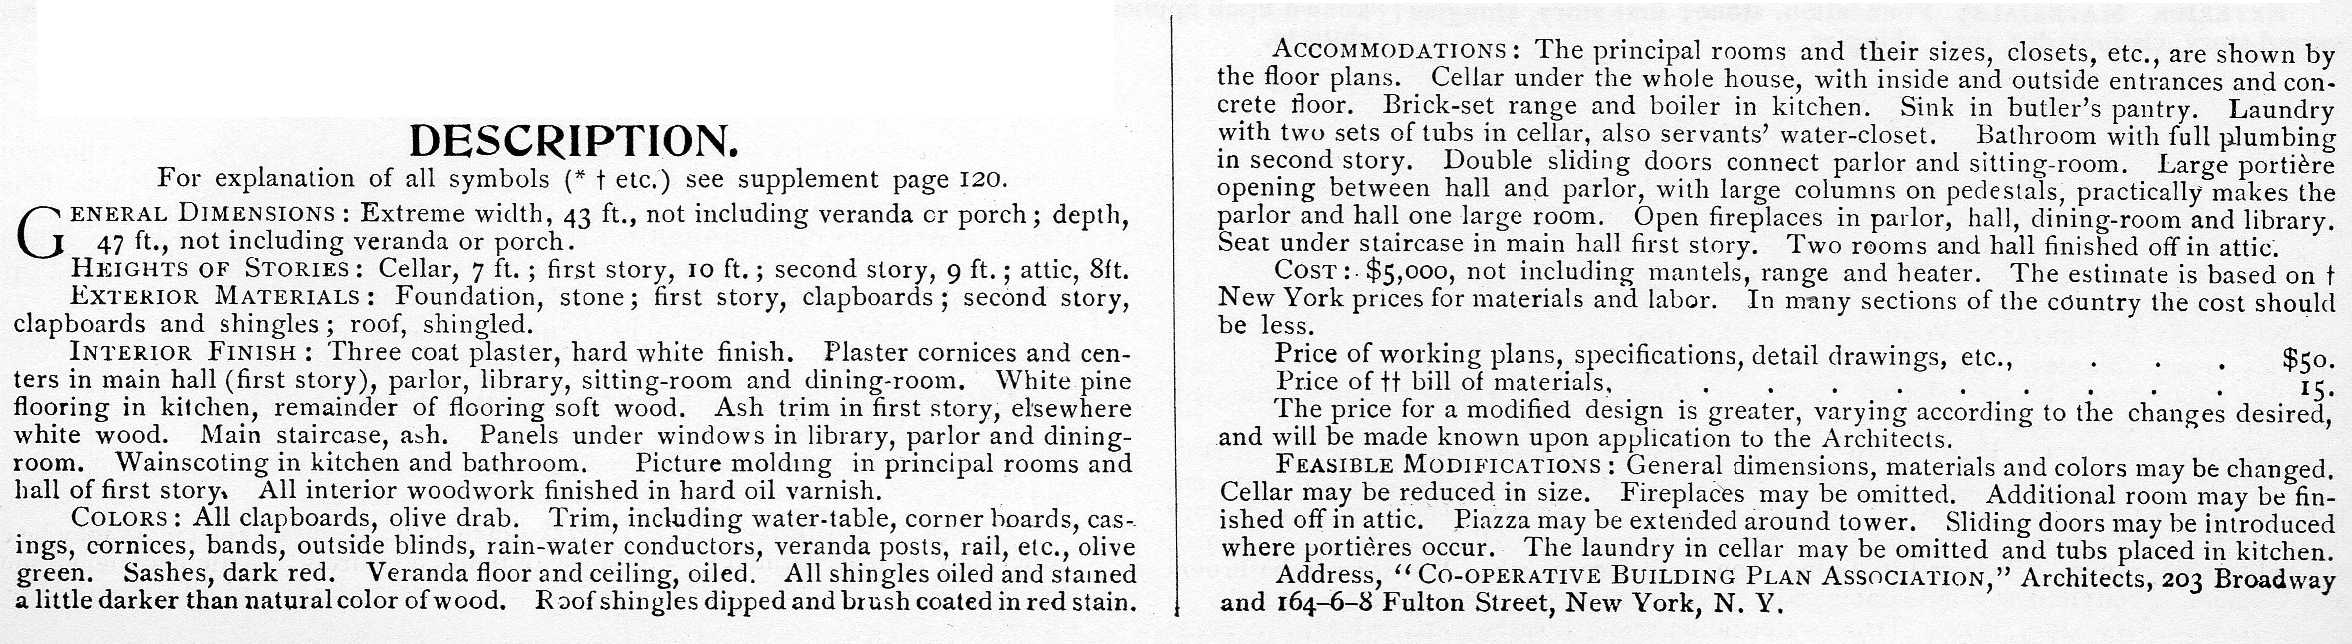 DESCRIPTION.
For explanation of all symbols (* † etc.) see supplement page 120.
GENERAL DIMENSIONS: Extreme width, 43 ft., not including veranda or porch; depth,
47 ft., not including veranda or porch.
HEIGHTS OF STORIES: Cellar, 7 ft.; first story, 10 ft.; second story, 9 ft.; attic, 8ft.
EXTERIOR MATERIALS: Foundation, stone; first story, clapboards; second story,
clapboards and shingles; roof, shingled.
INTERIOR FINISH: Three coat plaster, hard white finish. Plaster cornices and cen-
ters in main hall (first story), parlor, library, sitting-room and dining-room. White pine
flooring in kitchen, remainder of flooring soft wood. Ash trim in first story, elsewhere
white wood. Main staircase, ash. Panels under windows in library, parlor and dining-
room. Wainscoting in kitchen and bathroom. Picture molding in principal rooms and
hall of first story. All interior woodwork finished in hard oil varnish.
COLORS: All clapboards, olive drab. Trim, including water-table, corner boards, cas-
ings, cornices, bands, outside blinds, rain-water conductors, veranda posts, rail, etc., olive
green. Sashes, dark red. Veranda floor and ceiling, oiled. All shingles oiled and stained
a little darker than natural color of wood. Roof shingles dipped and brush coated in red stain.
ACCOMMODATIONS: The principal rooms and their sizes, closets, etc., are shown by
the floor plans. Cellar under the whole house, with inside and outside entrances and con-
crete floor. Brick-set range and boiler in kitchen. Sink in butler's pantry. Laundry
with two sets of tubs in cellar, also servants' water-closet. Bathroom with full plumbing
in second story. Double sliding doors connect parlor and sitting-room. Large portière
opening between hall and parlor, with large columns on pedestals, practically makes the
parlor and hall one large room. Open fireplaces in parlor, hall, dining-room and library.
Seat under staircase in main hall first story. Two rooms and hall finished off in attic.
COST: $5,000, not including mantels, range and heater. The estimate is based on †
New York prices for materials and labor. In many sections of the country the cost should
be less.
Price of working plans, specifications, detail drawings, etc., . . . $50.
Price of †† bill of materials, . . . . . . . . . 15.
The price for a modified design is greater, varying according to the changes desired,
and will be made known upon application to the Architects.
FEASIBLE MODIFICATIONS: General dimensions, materials and colors may be changed.
Cellar may be reduced in size. Fireplaces may be omitted. Additional room may be fin-
ished off in attic. Piazza may be extended around tower. Sliding doors may be introduced
where portières occur. The laundry in cellar may be omitted and tubs placed in kitchen.
Address, "CO-OPERATIVE BUILDING PLAN ASSOCIATION," Architects, 203 Broadway
and 164-6-8 Fulton Street, New York, N. Y.